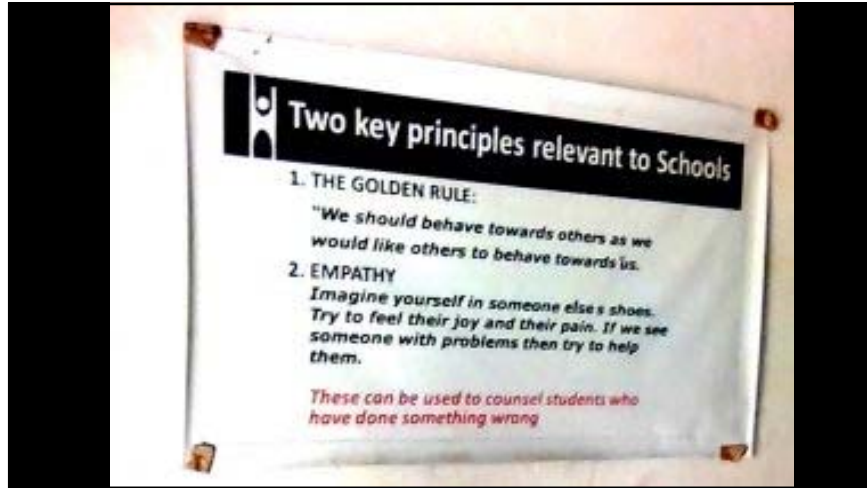 Two key principles relevant to Schools
1. THE GOLDEN RULE:
"We should behave towards others as we
would like others to behave towards us.
2. EMPATHY
Imagine yourself in someone else s shoes.
Try to feel their joy and their pain. If we see
someone with problems then try to help
them.
These can be used to counsel students who
have done something wrong